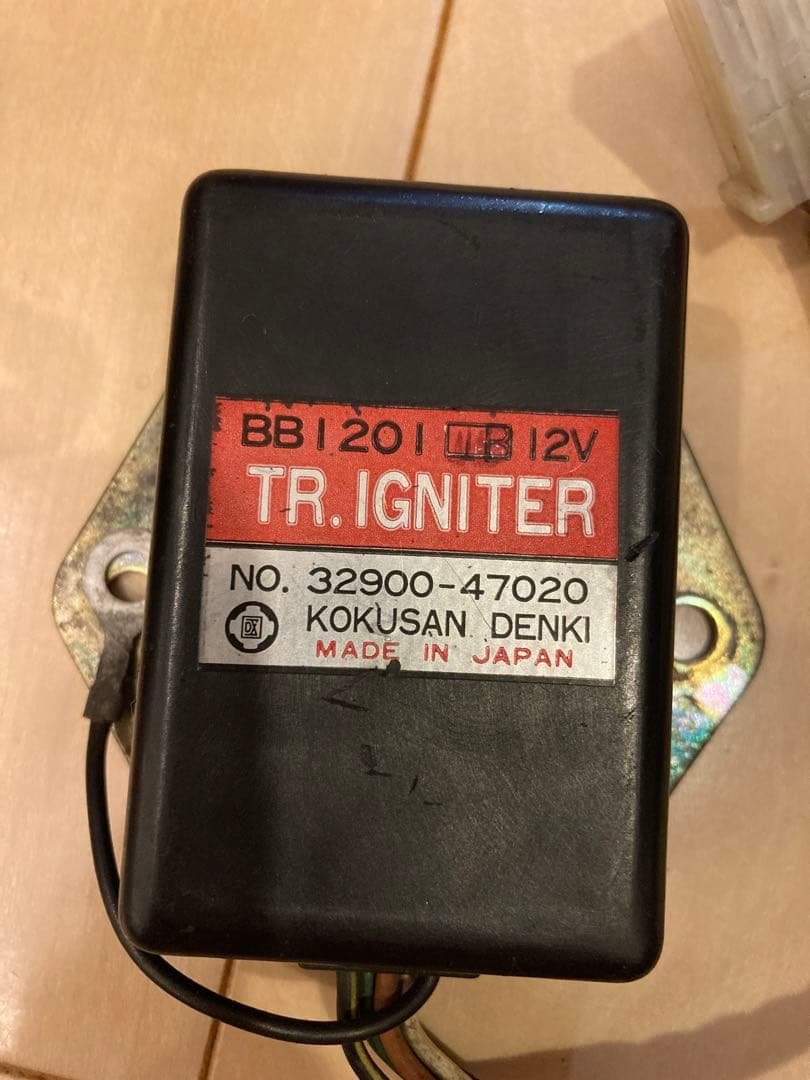 BB1201 12V
TR. IGNITER
NO. 32900-47020
KOKUSAN DENKI
MADE IN JAPAN